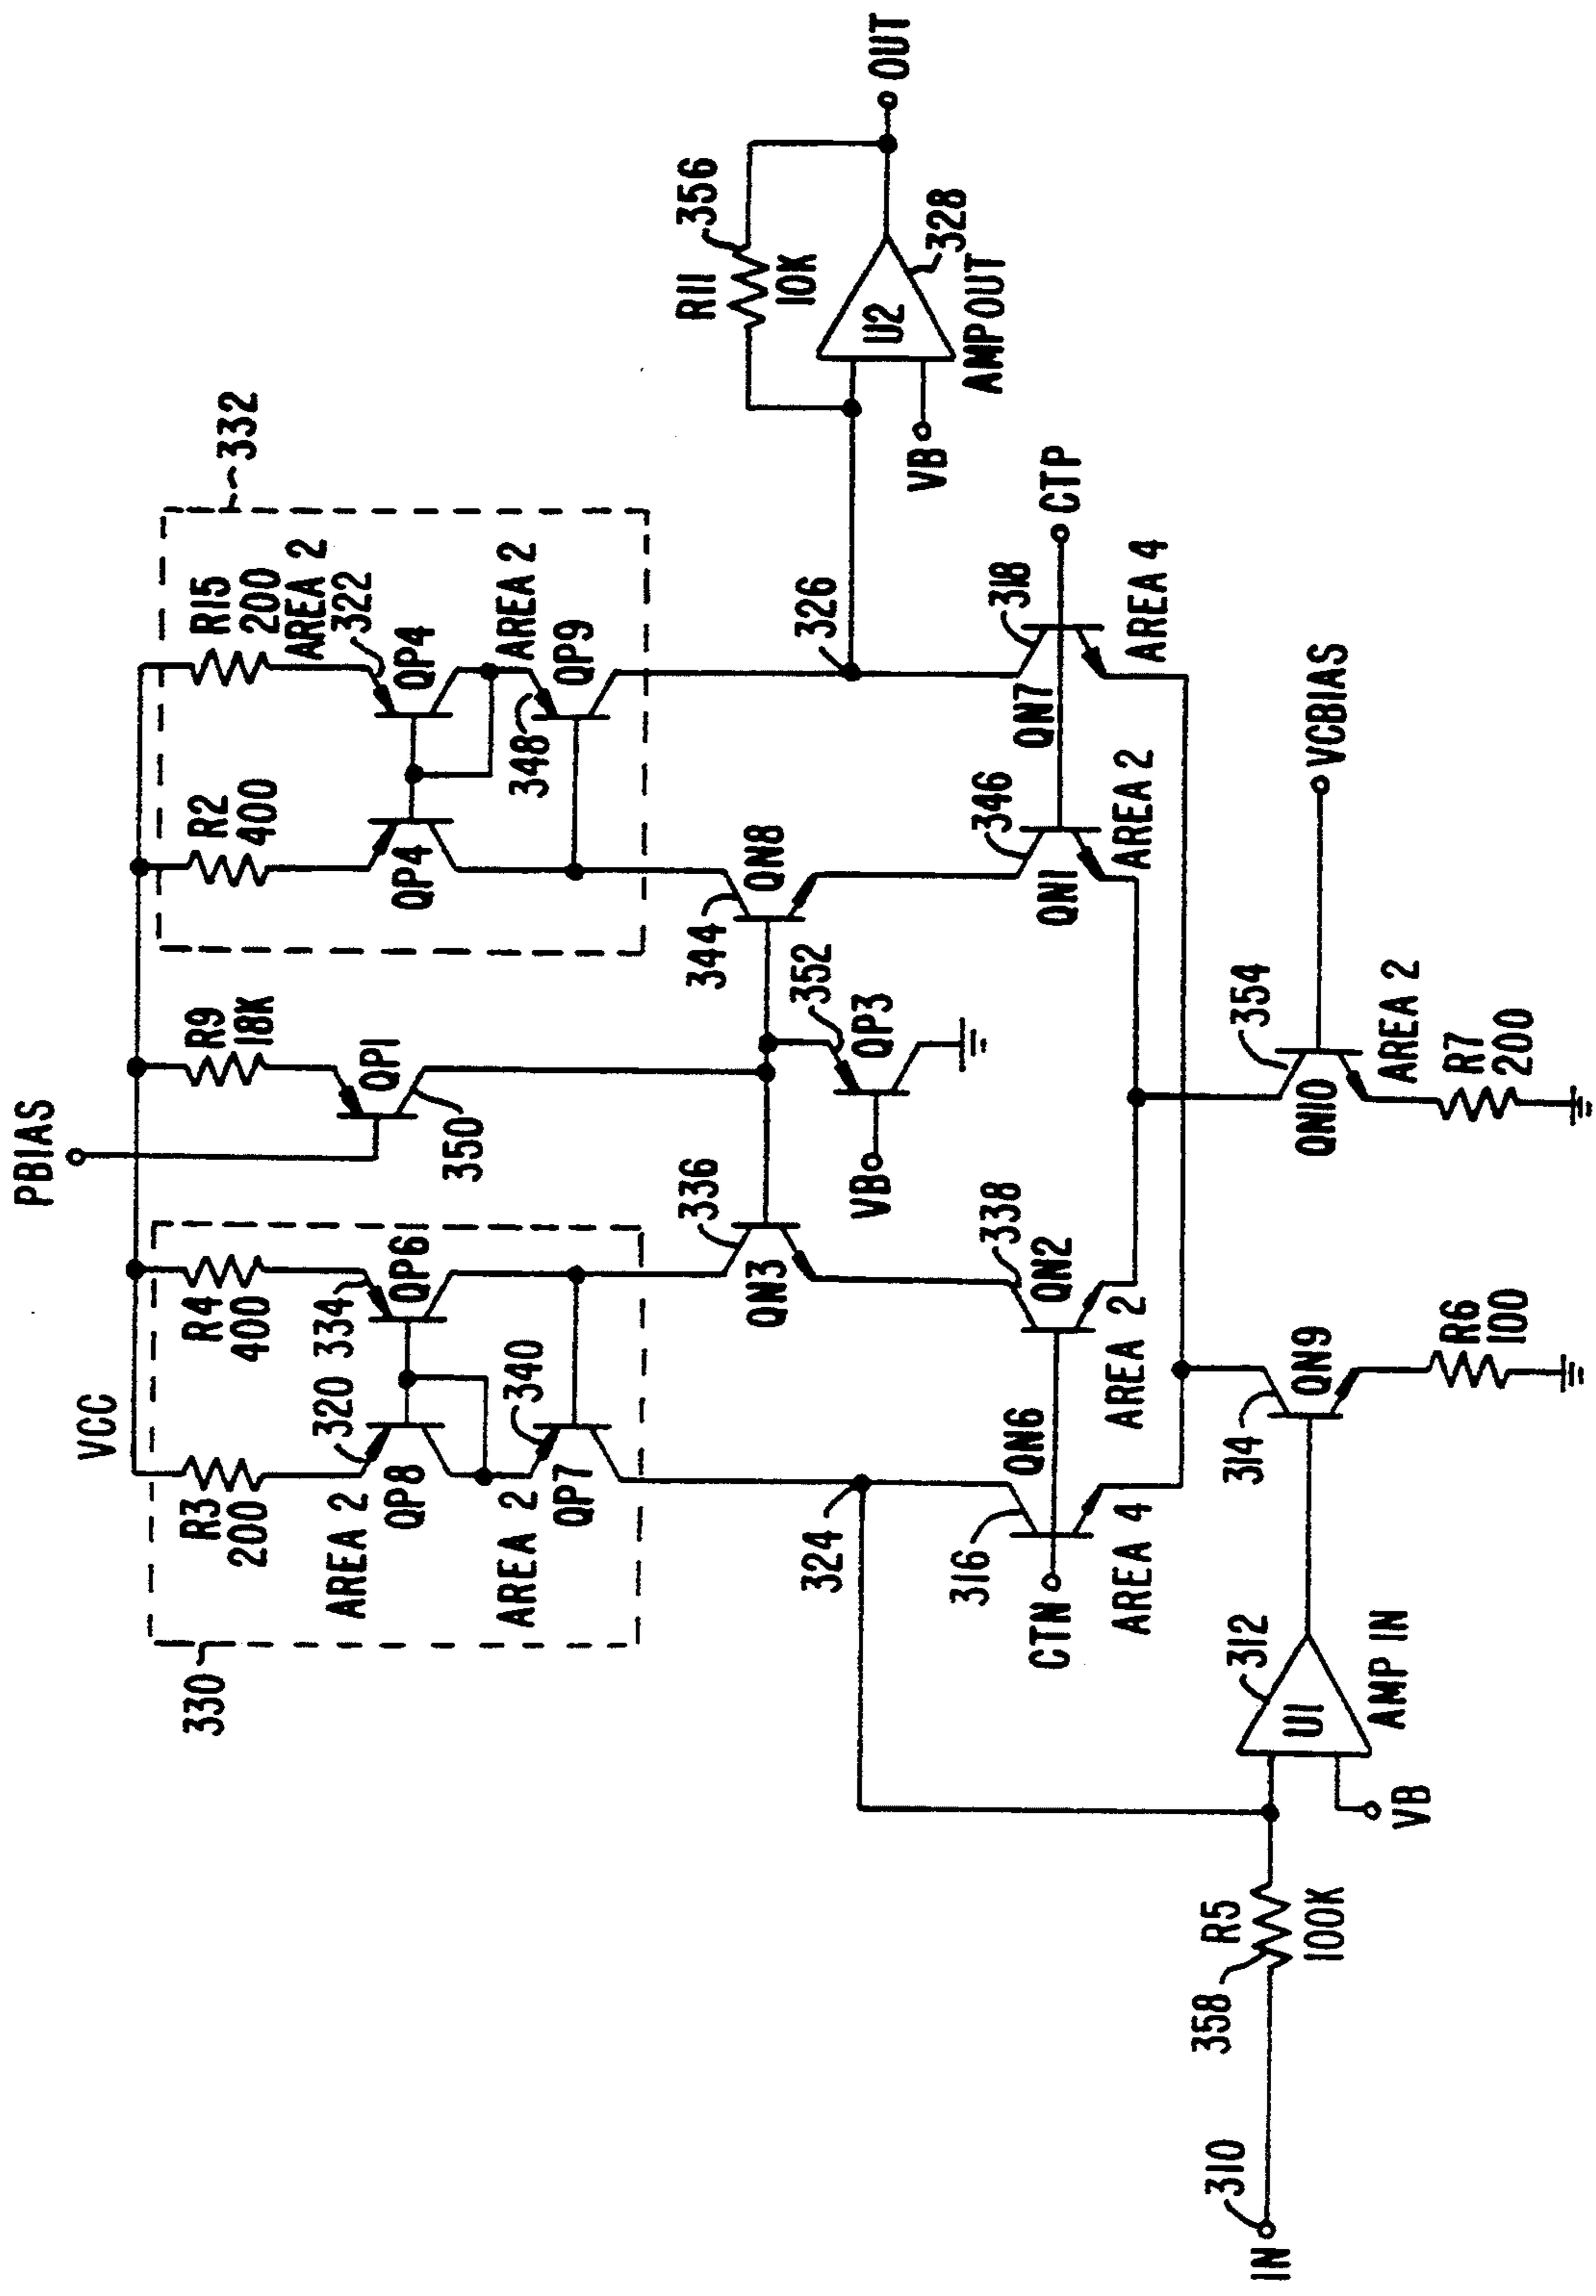 PBIAS
VCC
330
332
R3
200
R4
400
R9
18K
R2
400
R15
200
AREA 2
322
320
334
AREA 2
QP8
QP6
QP1
350
QP4
QP4
340
AREA 2
QP7
348
AREA 2
QP9
336
QN3
344
QN8
352
QP3
VB
324
326
R11
356
10K
U2
328
AMPOUT
VB
OUT
316
QN6
338
QN2
346
QN1
QN7
318
CTN
CTP
AREA 4
AREA 2
AREA 2
AREA 4
314
QN9
354
QN10
VCBIAS
AREA 2
R6
100
R7
200
312
U1
AMP IN
VB
R5
358
100K
310
IN